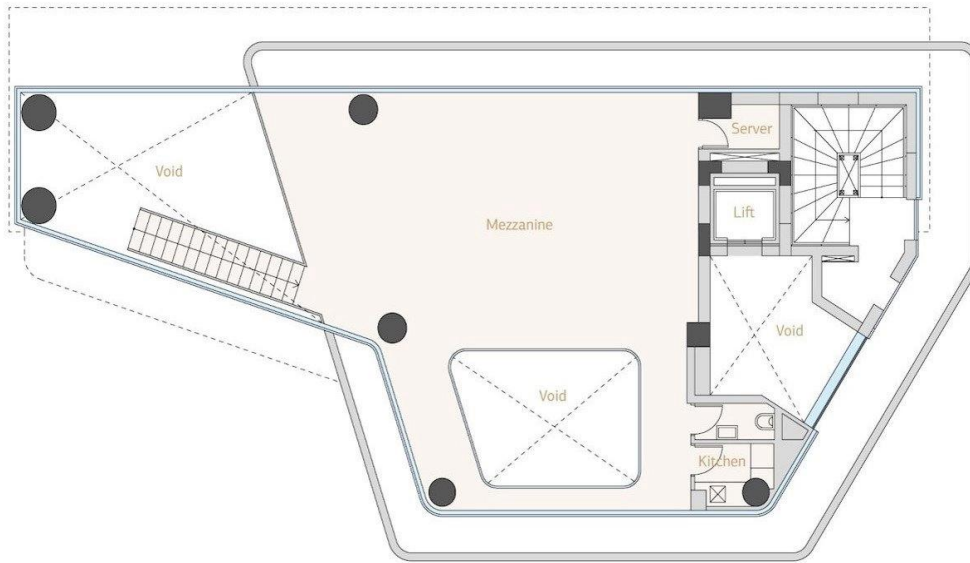 Server
Void
Lift
Mezzanine
Void
Void
Kitchen